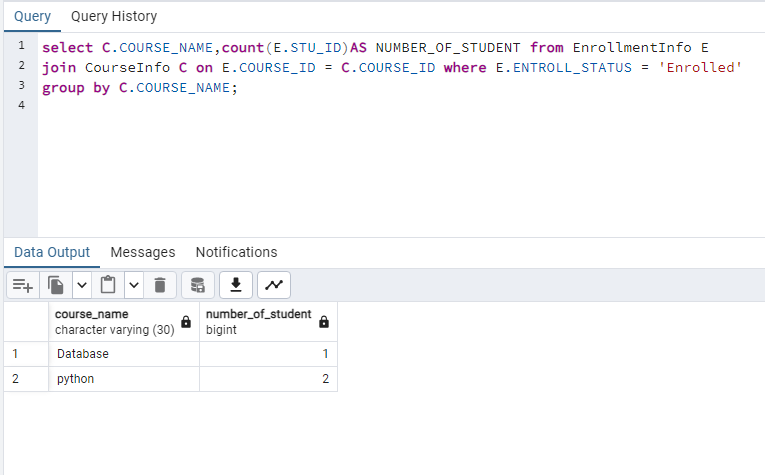 Query Query History
1 select C.COURSE_NAME,count(E.STU_ID)AS NUMBER_OF_STUDENT from EnrollmentInfo E
2 join CourseInfo C on E.COURSE_ID = C.COURSE_ID where E.ENTROLL_STATUS = 'Enrolled'
3 group by C.COURSE_NAME;
4
Data Output Messages Notifications
course_name number_of_student
character varying (30) bigint
1 Database 1
2 python 2